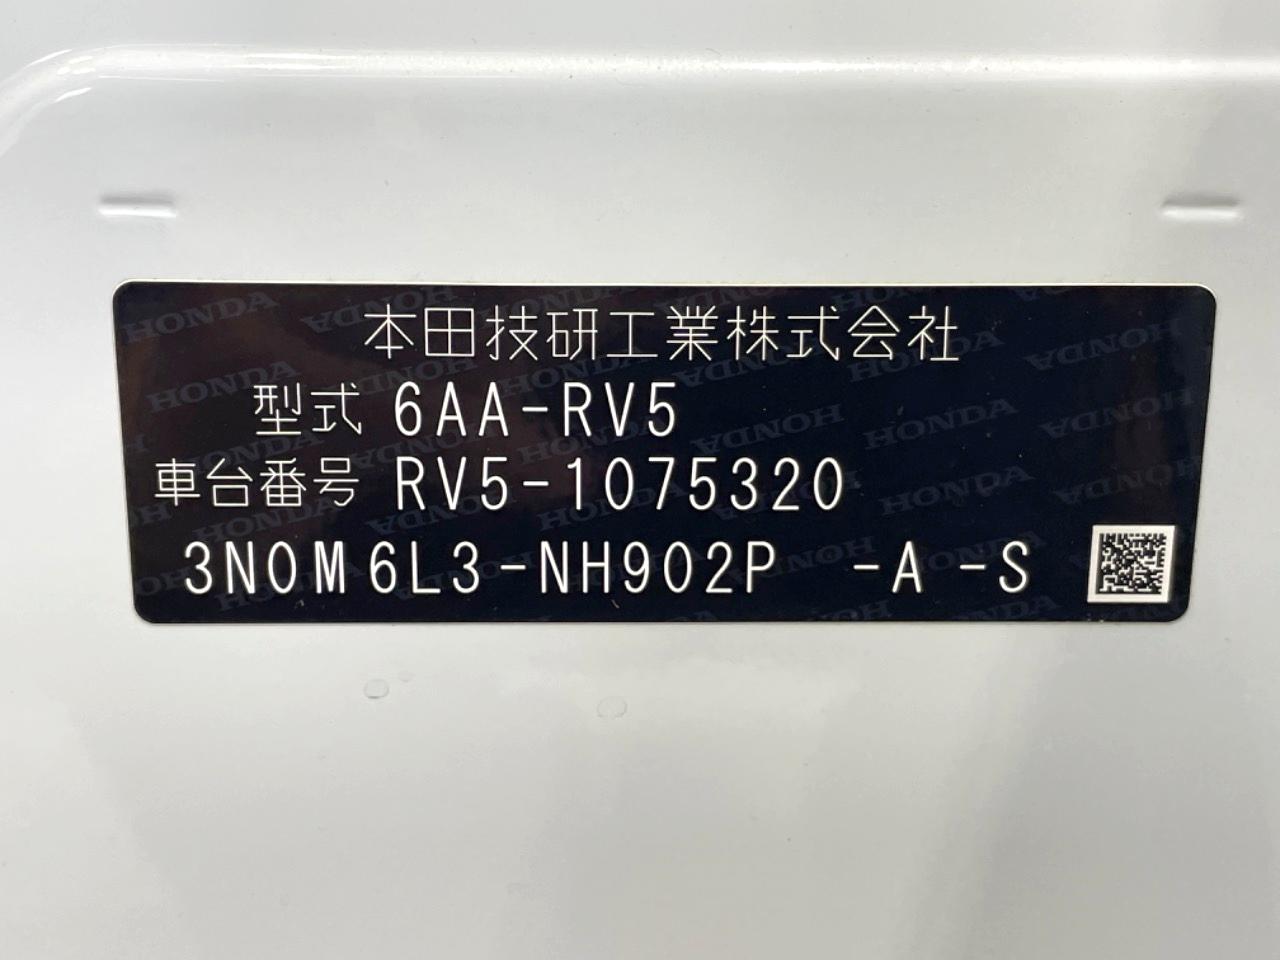 本田技研工業株式会社
型式 6AA-RV5
車台番号 RV5-1075320
3N0M6L3-NH902P -A -S